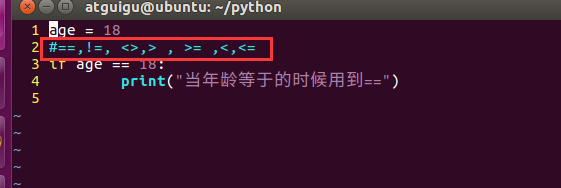 atguigu@ubuntu: ~/python
1 age = 18
2 #==,!=, <>,> , >= ,<,<=
3 if age == 18:
4         print("当年龄等于的时候用到==")
5
~
~
~
~